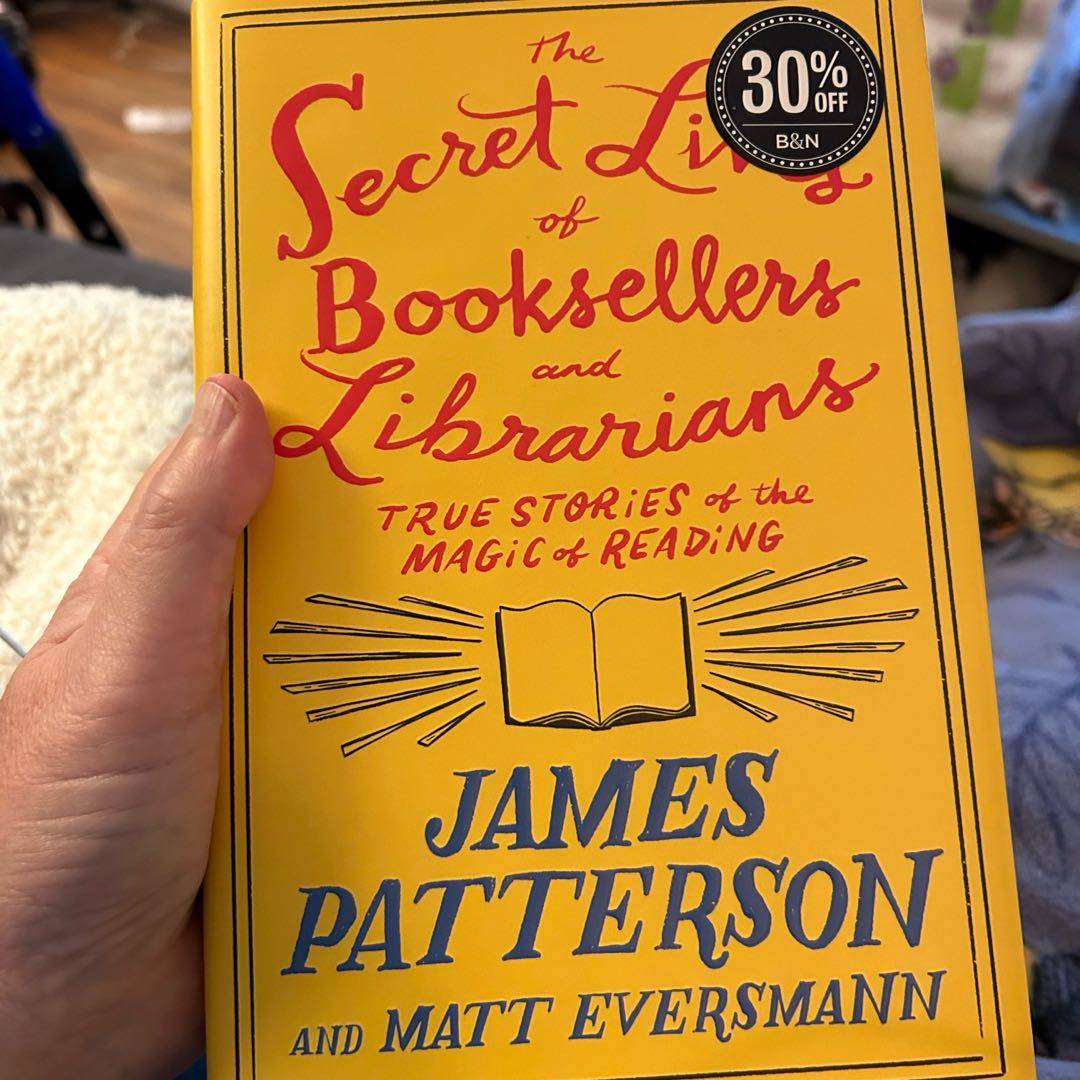 The
Secret
of
Booksellers
and
Librarians
TRUE STORiES of the
MAGiC of READiNG
JAMES
PATTERSON
AND MATT EVERSMANN
30%
OFF
B&N